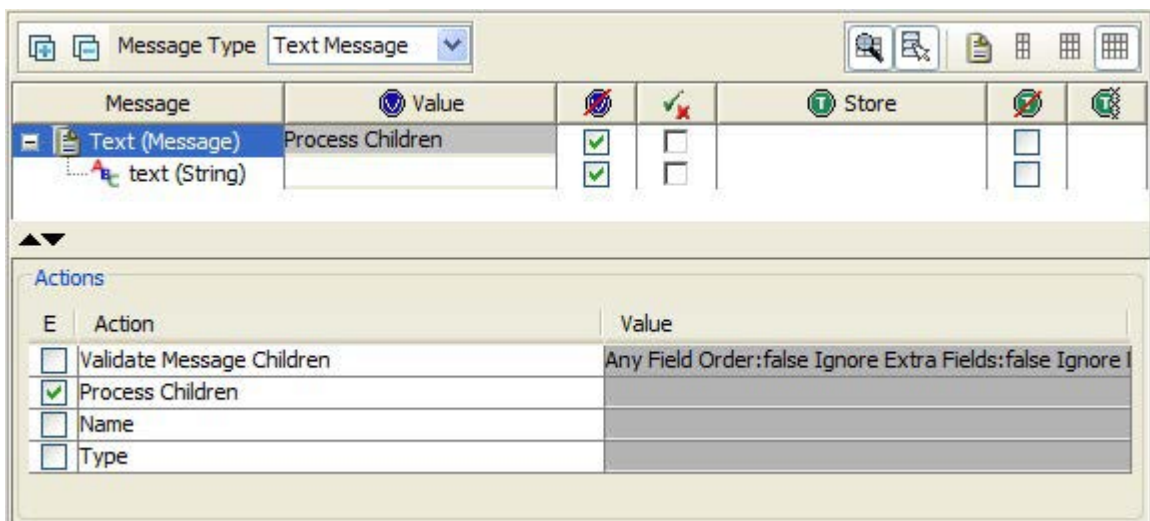 Message Type Text Message
Message Value Store
Text (Message) Process Children
text (String)
Actions
E Action Value
Validate Message Children Any Field Order:false Ignore Extra Fields:false Ignore
Process Children
Name
Type